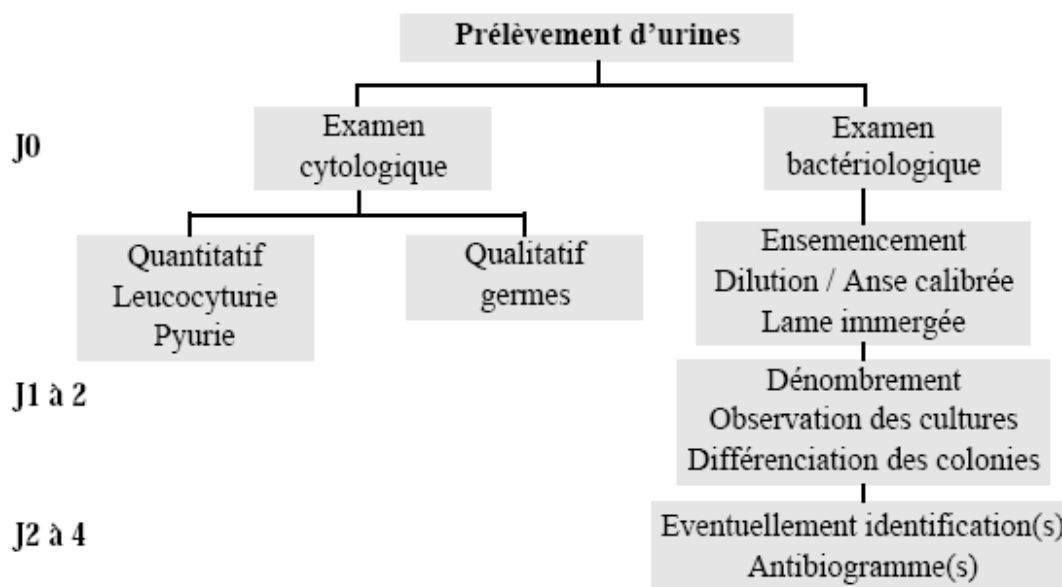 Prélèvement d'urines
J0
Examen
cytologique
Examen
bactériologique
Quantitatif
Leucocyturie
Pyurie
Qualitatif
germes
Ensemencement
Dilution / Anse calibrée
Lame immergée
J1 à 2
Dénombrement
Observation des cultures
Différenciation des colonies
J2 à 4
Eventuellement identification(s)
Antibiogramme(s)